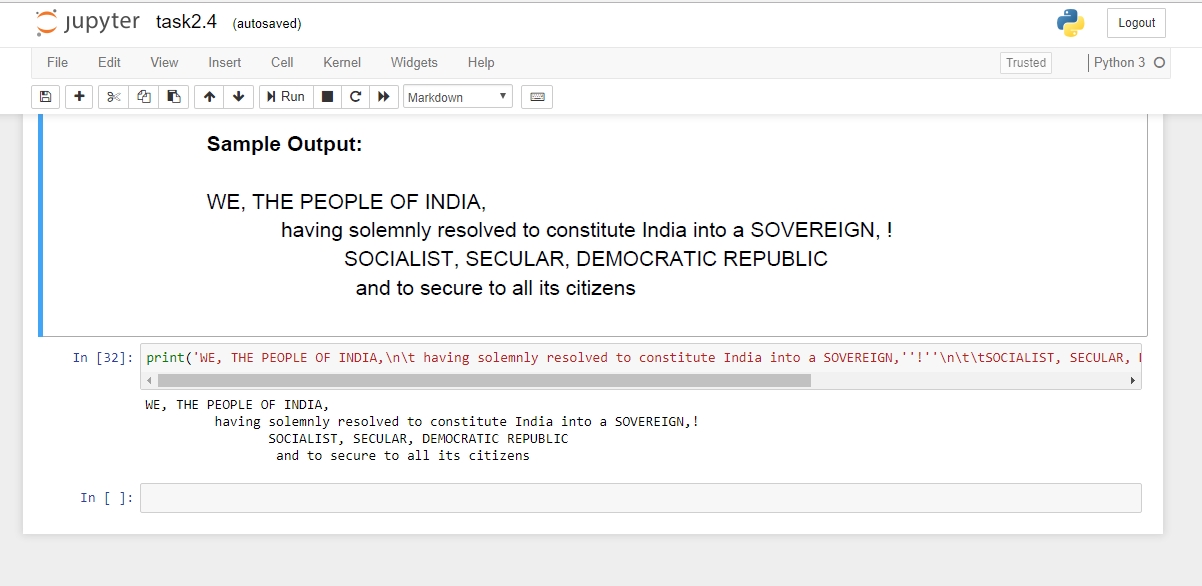 jupyter task2.4 (autosaved)
Logout
File Edit View Insert Cell Kernel Widgets Help
Trusted
Python 3
Run
Markdown
Sample Output:
WE, THE PEOPLE OF INDIA,
having solemnly resolved to constitute India into a SOVEREIGN, !
SOCIALIST, SECULAR, DEMOCRATIC REPUBLIC
and to secure to all its citizens
In [32]: print('WE, THE PEOPLE OF INDIA,\n\t having solemnly resolved to constitute India into a SOVEREIGN,''!''\n\t\tSOCIALIST, SECULAR,
WE, THE PEOPLE OF INDIA,
having solemnly resolved to constitute India into a SOVEREIGN,!
SOCIALIST, SECULAR, DEMOCRATIC REPUBLIC
and to secure to all its citizens
In [ ]: